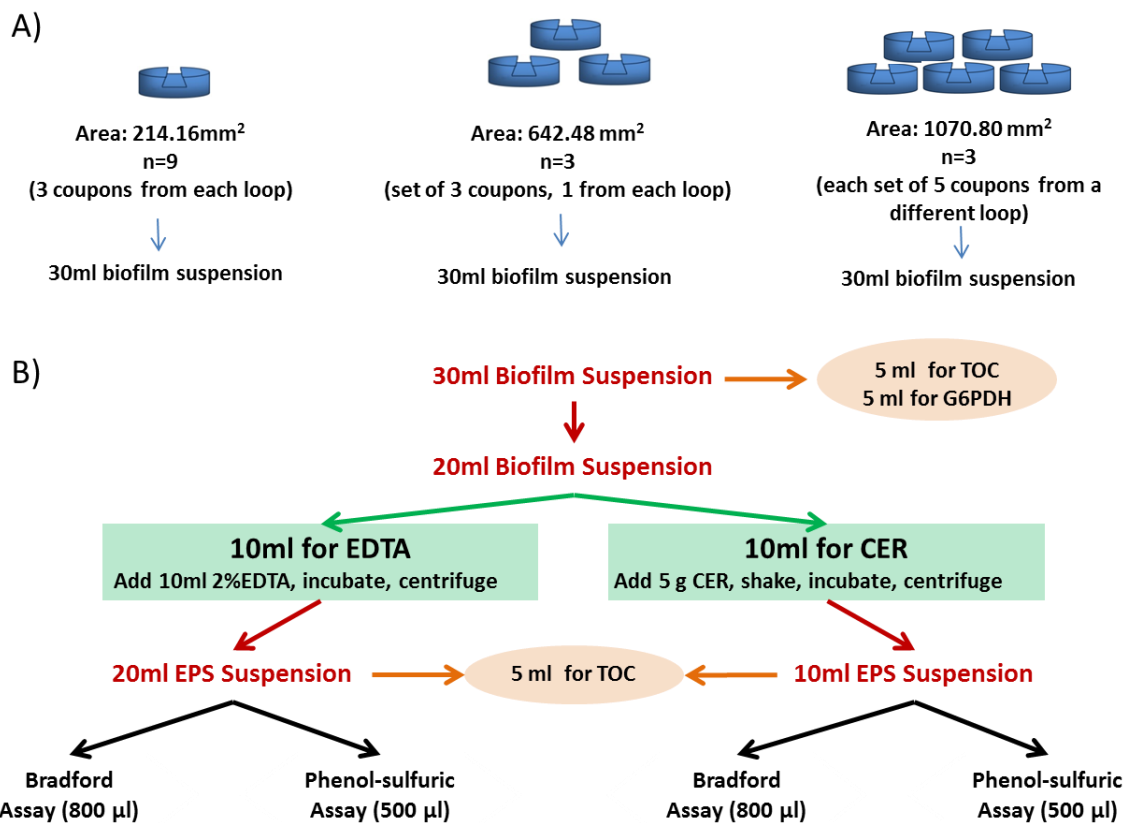 A)
Area: 214.16mm²
n=9
(3 coupons from each loop)
30ml biofilm suspension
Area: 642.48 mm²
n=3
(set of 3 coupons, 1 from each loop)
30ml biofilm suspension
Area: 1070.80 mm²
n=3
(each set of 5 coupons from a
different loop)
30ml biofilm suspension
B)
30ml Biofilm Suspension
5 ml for TOC
5 ml for G6PDH
20ml Biofilm Suspension
10ml for EDTA
Add 10ml 2%EDTA, incubate, centrifuge
10ml for CER
Add 5 g CER, shake, incubate, centrifuge
20ml EPS Suspension
5 ml for TOC
10ml EPS Suspension
Bradford
Assay (800 µl)
Phenol-sulfuric
Assay (500 µl)
Bradford
Assay (800 µl)
Phenol-sulfuric
Assay (500 µl)